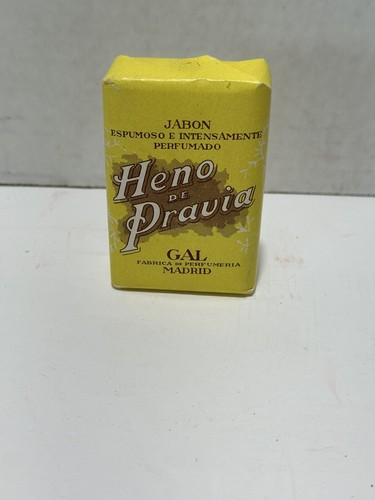 JABON
ESPUMOSO E INTENSAMENTE
PERFUMADO
Heno
DE
Pravia
GAL
FABRICA DE PERFUMERIA
MADRID